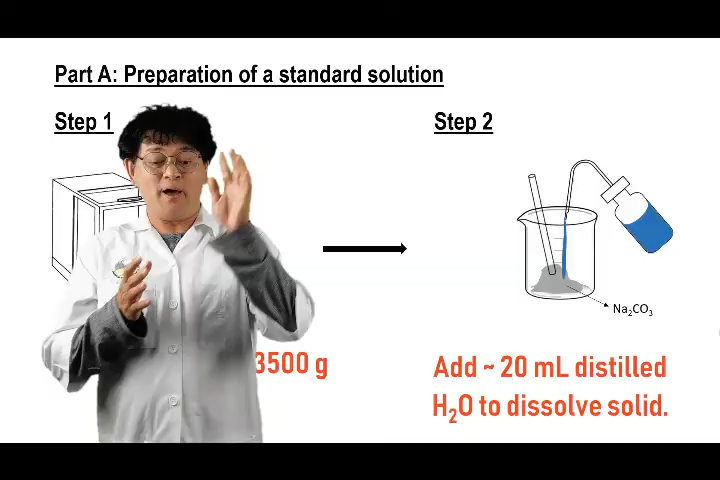 Part A: Preparation of a standard solution
Step 1
Step 2
Na₂CO₃
3500 g
Add ~ 20 mL distilled
H₂O to dissolve solid.